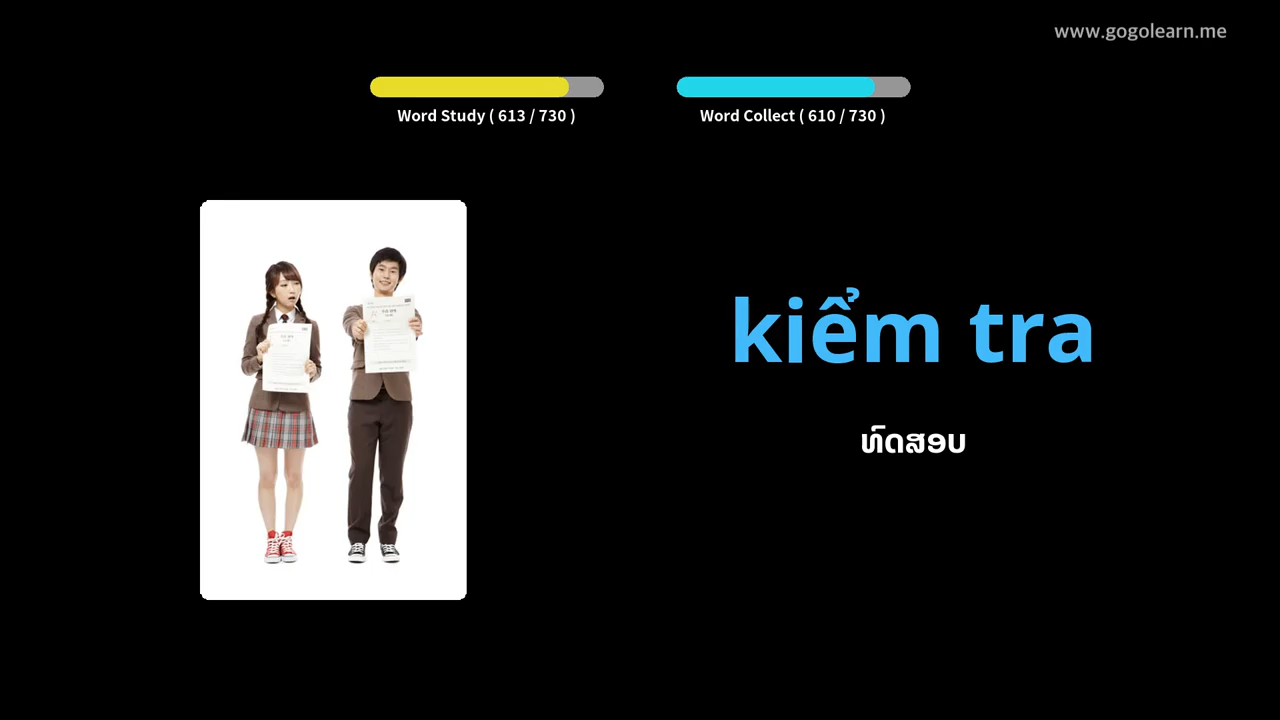 www.gogolearn.me
Word Study ( 613 / 730 )
Word Collect ( 610 / 730 )
kiểm tra
ທົດສອບ